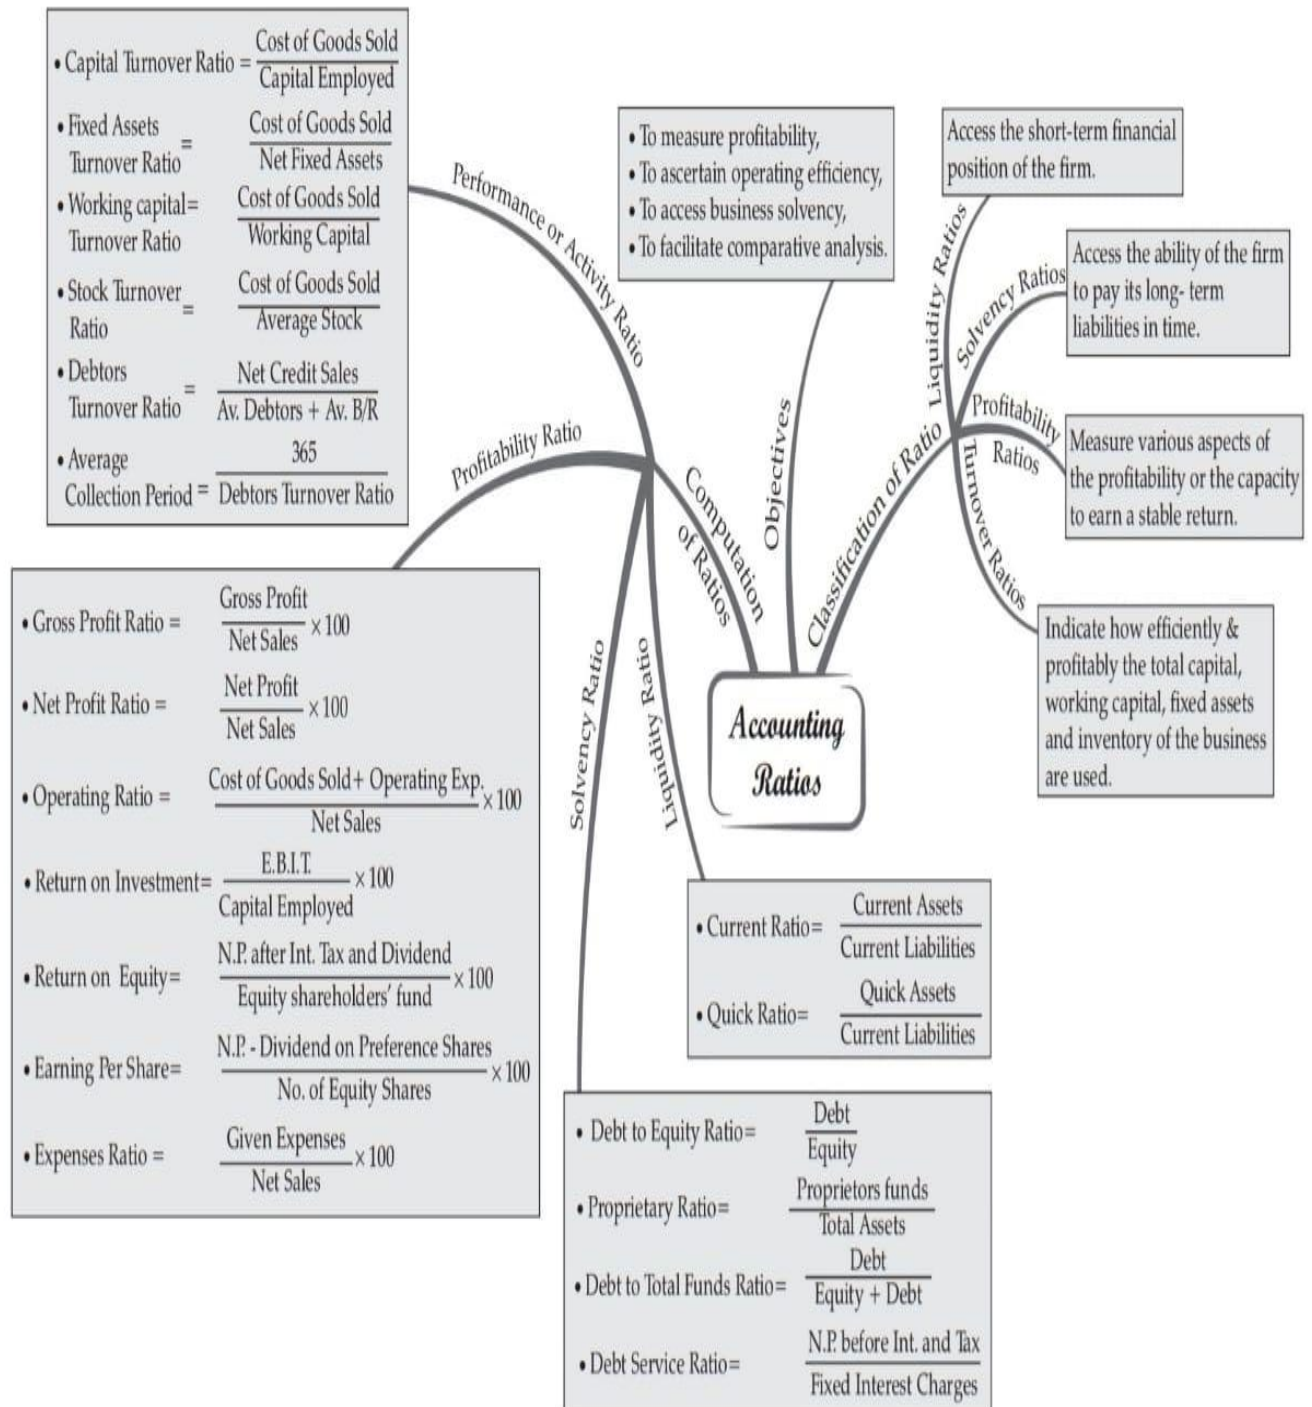 • Capital Turnover Ratio = Cost of Goods Sold / Capital Employed
• Fixed Assets Turnover Ratio = Cost of Goods Sold / Net Fixed Assets
• Working capital Turnover Ratio = Cost of Goods Sold / Working Capital
• Stock Turnover Ratio = Cost of Goods Sold / Average Stock
• Debtors Turnover Ratio = Net Credit Sales / Av. Debtors + Av. B/R
• Average Collection Period = 365 / Debtors Turnover Ratio
Performance or Activity Ratio
• To measure profitability,
• To ascertain operating efficiency,
• To access business solvency,
• To facilitate comparative analysis.
Objectives
Access the short-term financial
position of the firm.
Liquidity Ratios
Access the ability of the firm
to pay its long- term
liabilities in time.
Solvency Ratios
Profitability
Ratios
Measure various aspects of
the profitability or the capacity
to earn a stable return.
Turnover Ratios
Indicate how efficiently &
profitably the total capital,
working capital, fixed assets
and inventory of the business
are used.
Classification of Ratio
Computation
of Ratios
Accounting
Ratios
Profitability Ratio
• Gross Profit Ratio = Gross Profit / Net Sales ×100
• Net Profit Ratio = Net Profit / Net Sales ×100
• Operating Ratio = Cost of Goods Sold+ Operating Exp. / Net Sales ×100
• Return on Investment= E.B.I.T. / Capital Employed ×100
• Return on Equity= N.P. after Int. Tax and Dividend / Equity shareholders' fund ×100
• Earning Per Share= N.P. - Dividend on Preference Shares / No. of Equity Shares ×100
• Expenses Ratio = Given Expenses / Net Sales ×100
Liquidity Ratio
• Current Ratio= Current Assets / Current Liabilities
• Quick Ratio= Quick Assets / Current Liabilities
Solvency Ratio
• Debt to Equity Ratio= Debt / Equity
• Proprietary Ratio= Proprietors funds / Total Assets
• Debt to Total Funds Ratio= Debt / Equity + Debt
• Debt Service Ratio= N.P. before Int. and Tax / Fixed Interest Charges